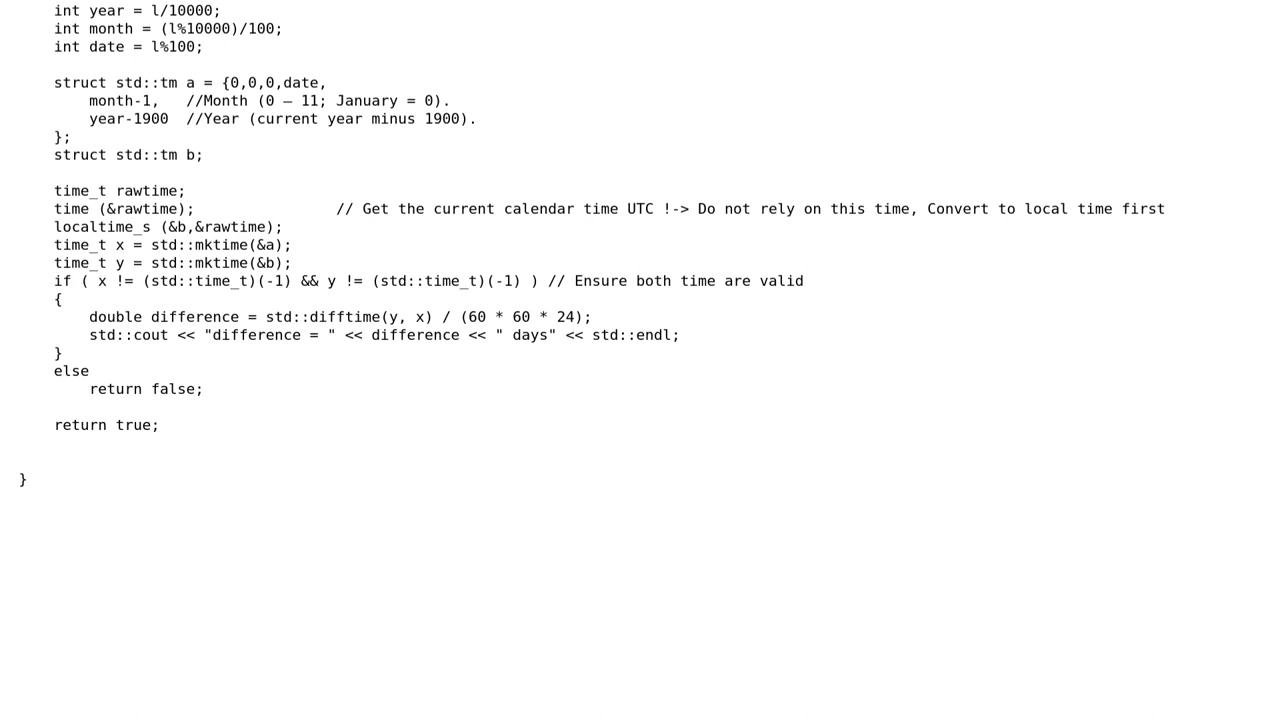 int year = l/10000;
int month = (l%10000)/100;
int date = l%100;
struct std::tm a = {0,0,0,date,
month-1,   //Month (0 – 11; January = 0).
year-1900  //Year (current year minus 1900).
};
struct std::tm b;
time_t rawtime;
time (&rawtime);                // Get the current calendar time UTC !-> Do not rely on this time, Convert to local time first
localtime_s (&b,&rawtime);
time_t x = std::mktime(&a);
time_t y = std::mktime(&b);
if ( x != (std::time_t)(-1) && y != (std::time_t)(-1) ) // Ensure both time are valid
{
double difference = std::difftime(y, x) / (60 * 60 * 24);
std::cout << "difference = " << difference << " days" << std::endl;
}
else
return false;
return true;
}